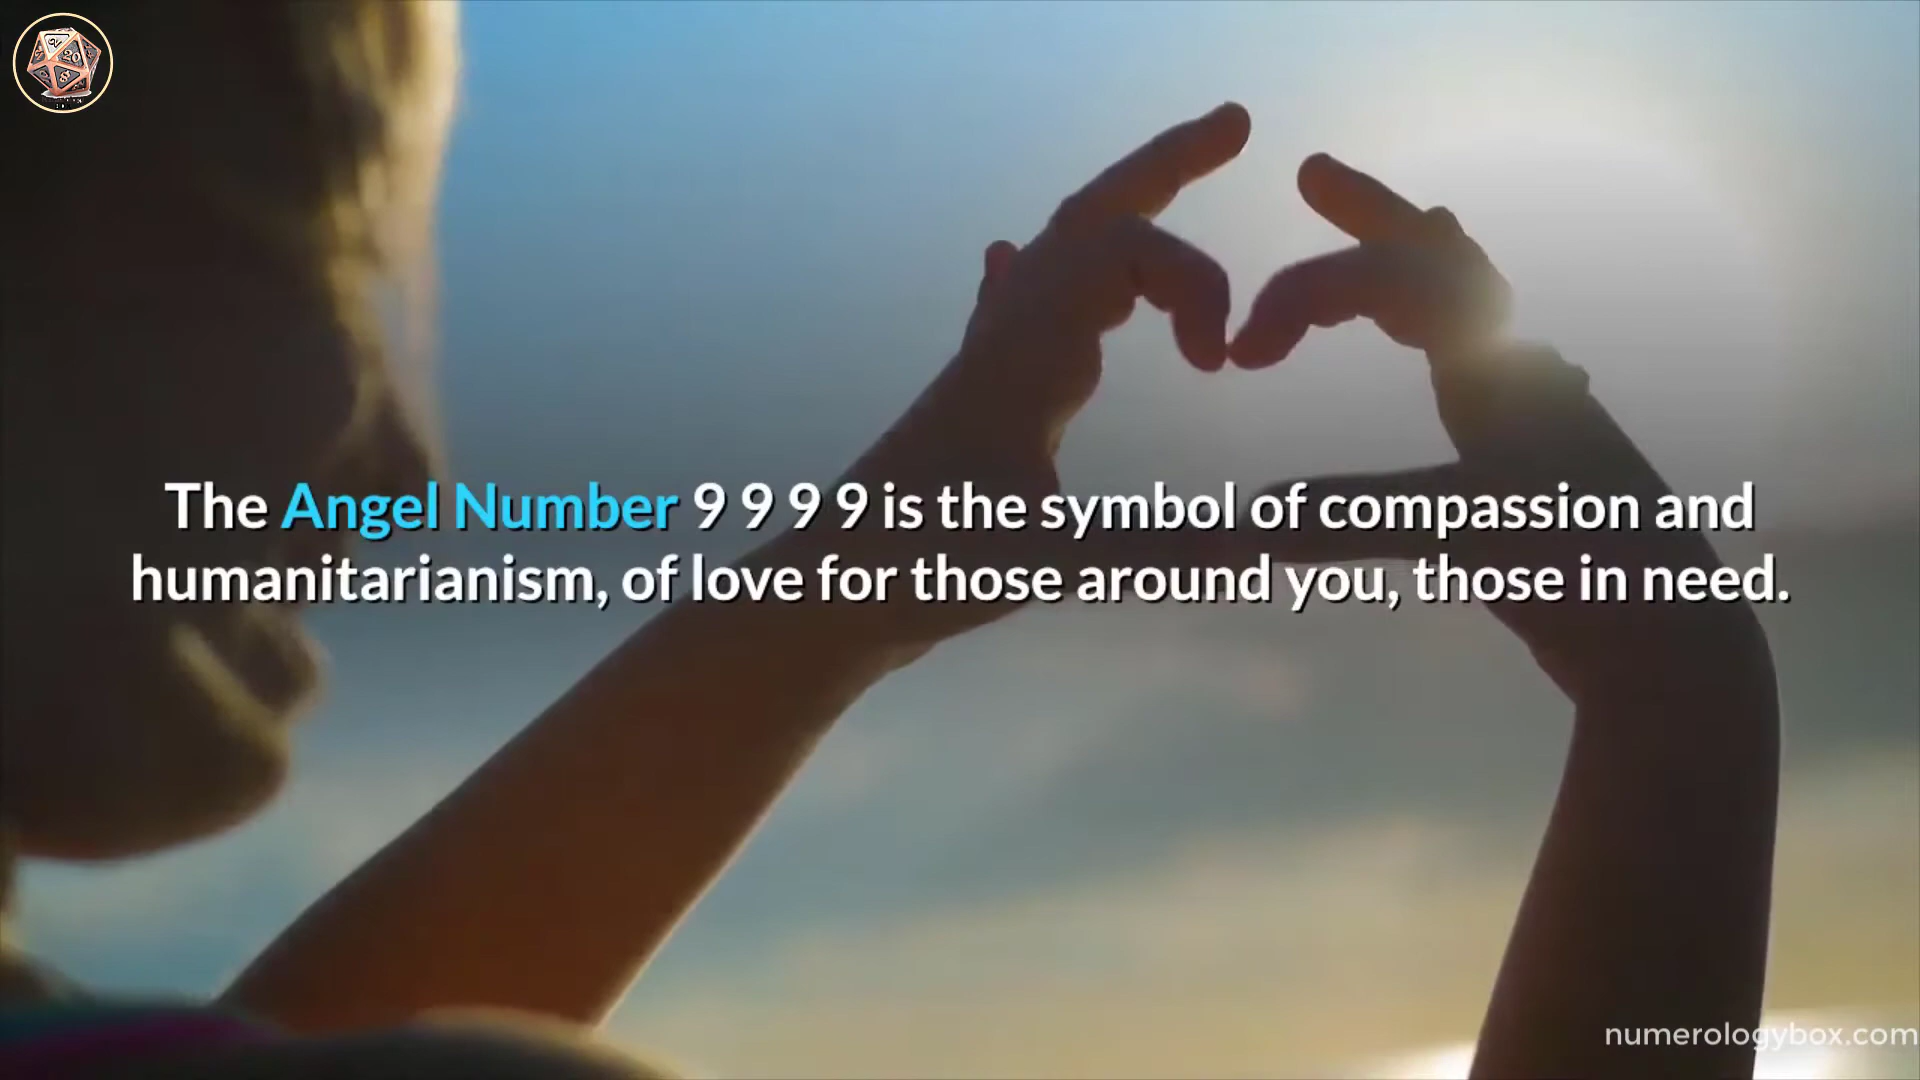 20
The Angel Number 9 9 9 9 is the symbol of compassion and
humanitarianism, of love for those around you, those in need.
numerologybox.com